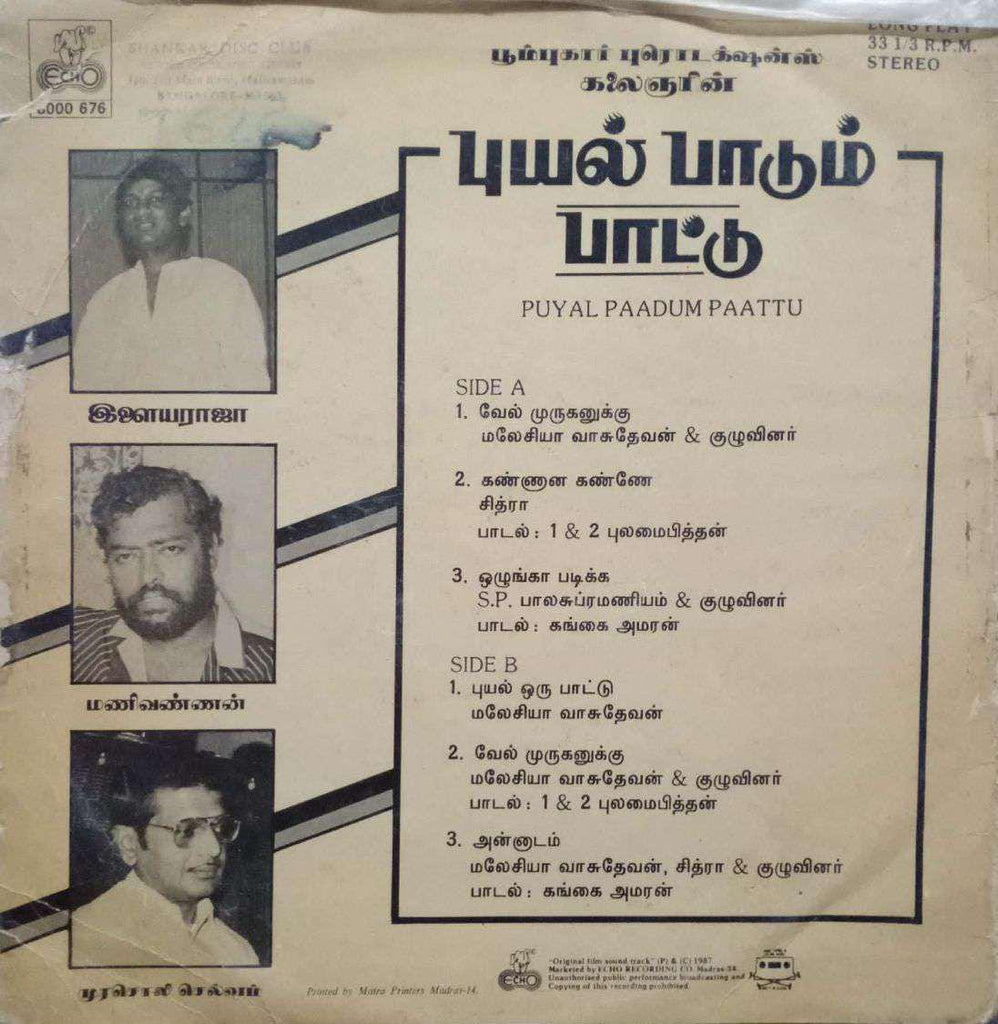 ECHO
6000 676
SHANKAR DISC CLUB
BANGALORE
பூம்புகார் புரொடக்ஷன்ஸ்
கலைஞரின்
LONG PLAY
33 1/3 R.P.M.
STEREO
புயல் பாடும்
பாட்டு
PUYAL PAADUM PAATTU
இளையராஜா
மணிவண்ணன்
முரசொலி செல்வம்
SIDE A
1. வேல் முருகனுக்கு
மலேசியா வாசுதேவன் & குழுவினர்
2. கண்ணான கண்ணே
சித்ரா
பாடல் : 1 & 2 புலமைபித்தன்
3. ஒழுங்கா படிக்க
S.P. பாலசுப்ரமணியம் & குழுவினர்
பாடல் : கங்கை அமரன்
SIDE B
1. புயல் ஒரு பாட்டு
மலேசியா வாசுதேவன்
2. வேல் முருகனுக்கு
மலேசியா வாசுதேவன் & குழுவினர்
பாடல் : 1 & 2 புலமைபித்தன்
3. அன்னாடம்
மலேசியா வாசுதேவன், சித்ரா & குழுவினர்
பாடல் : கங்கை அமரன்
Printed by Matra Printers Madras-14.
ECHO
"Original film sound track" (P) & (C) 1987
Marketed by ECHO RECORDING CO. Madras-34.
Unauthorised public performance broadcasting and
Copying of this recording prohibited.